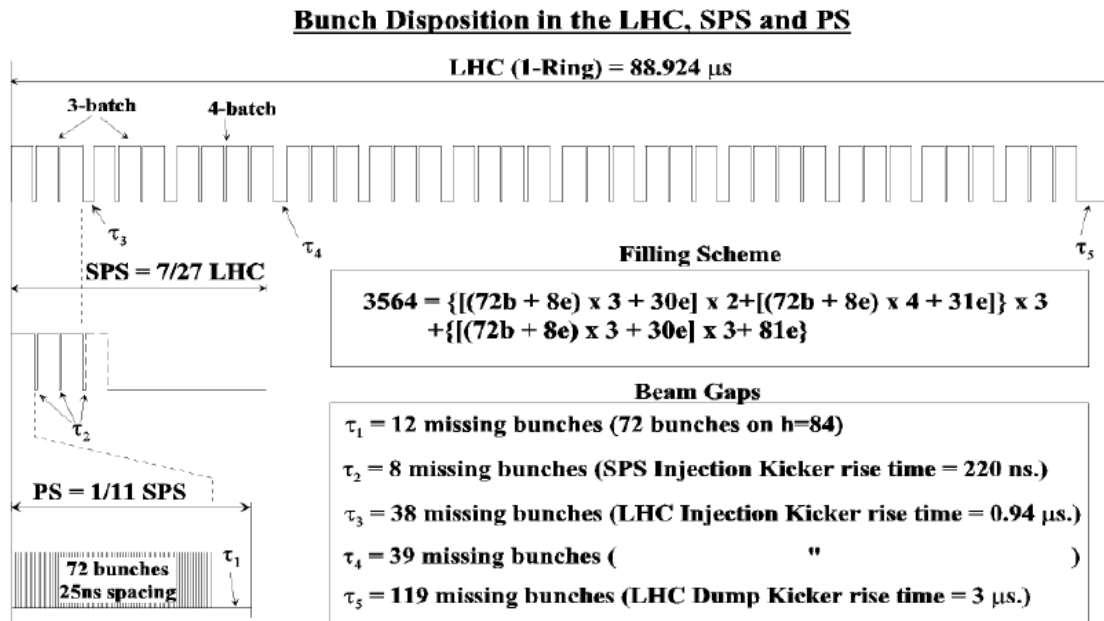 Bunch Disposition in the LHC, SPS and PS
LHC (1-Ring) = 88.924 μs
3-batch
4-batch
τ3
τ4
τ5
SPS = 7/27 LHC
Filling Scheme
3564 = {[(72b + 8e) x 3 + 30e] x 2+[(72b + 8e) x 4 + 31e]} x 3
+{[(72b + 8e) x 3 + 30e] x 3+ 81e}
τ2
Beam Gaps
τ1 = 12 missing bunches (72 bunches on h=84)
τ2 = 8 missing bunches (SPS Injection Kicker rise time = 220 ns.)
τ3 = 38 missing bunches (LHC Injection Kicker rise time = 0.94 μs.)
τ4 = 39 missing bunches ( " )
τ5 = 119 missing bunches (LHC Dump Kicker rise time = 3 μs.)
PS = 1/11 SPS
τ1
72 bunches
25ns spacing